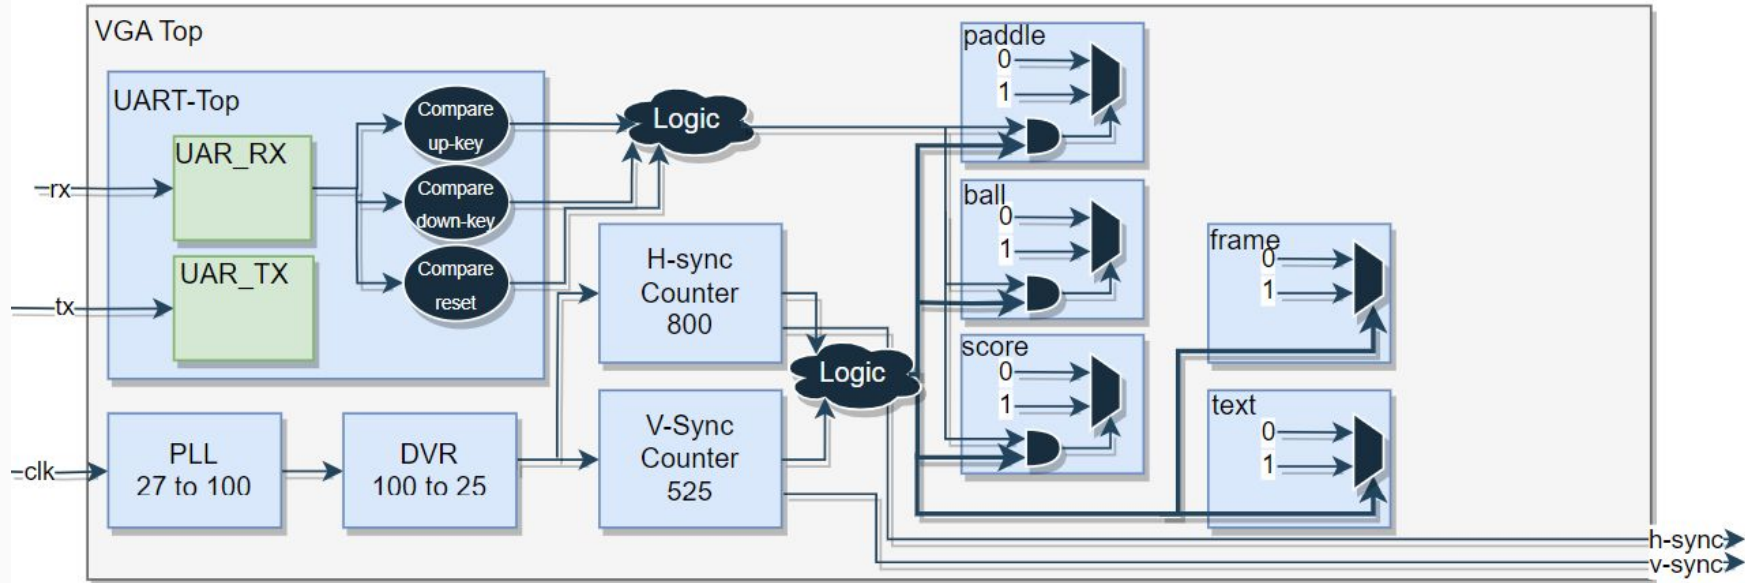 VGA Top
UART-Top
UAR_RX
UAR_TX
Compare
up-key
Compare
down-key
Compare
reset
Logic
rx
tx
clk
PLL
27 to 100
DVR
100 to 25
H-sync
Counter
800
V-Sync
Counter
525
Logic
paddle
0
1
ball
0
1
score
0
1
frame
0
1
text
0
1
h-sync
v-sync